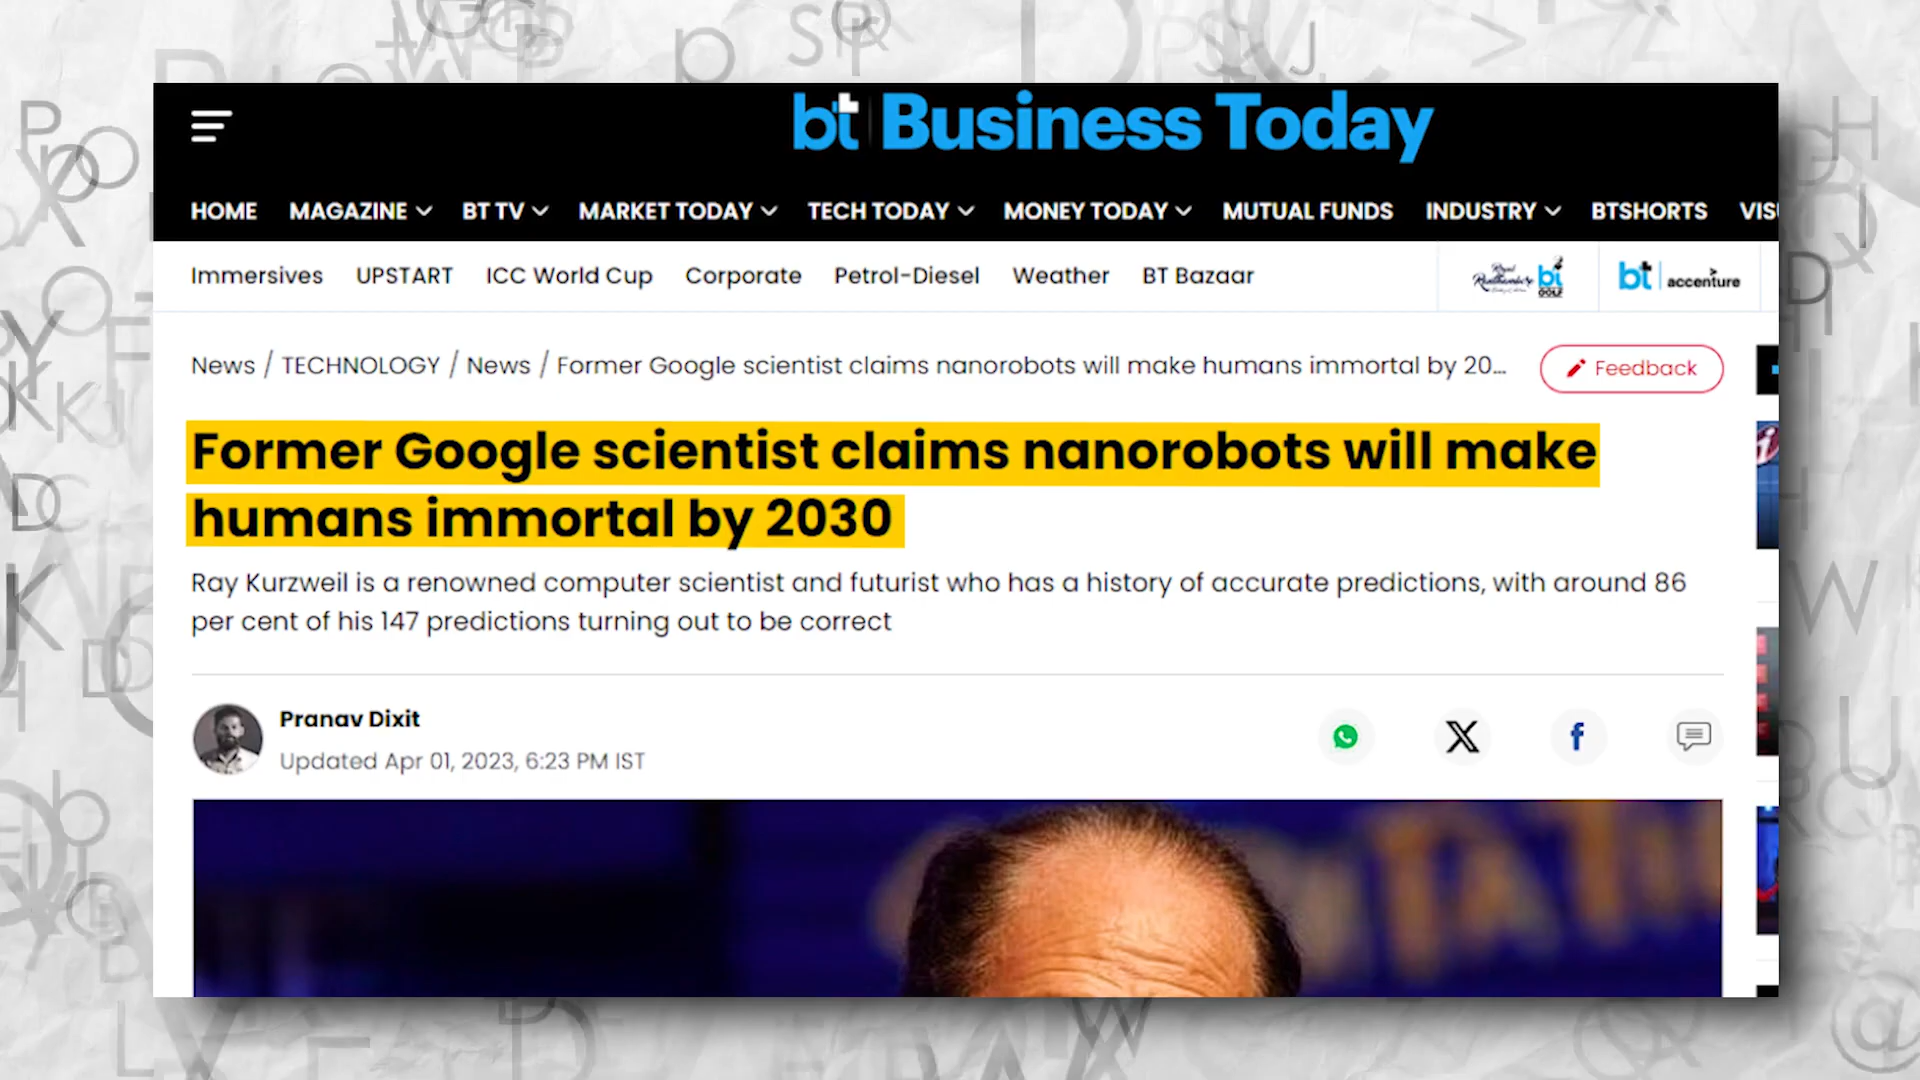 bt Business Today
HOME MAGAZINE BT TV MARKET TODAY TECH TODAY MONEY TODAY MUTUAL FUNDS INDUSTRY BTSHORTS
Immersives UPSTART ICC World Cup Corporate Petrol-Diesel Weather BT Bazaar bt GOLF bt accenture
News / TECHNOLOGY / News / Former Google scientist claims nanorobots will make humans immortal by 20... Feedback
Former Google scientist claims nanorobots will make
humans immortal by 2030
Ray Kurzweil is a renowned computer scientist and futurist who has a history of accurate predictions, with around 86
per cent of his 147 predictions turning out to be correct
Pranav Dixit
Updated Apr 01, 2023, 6:23 PM IST